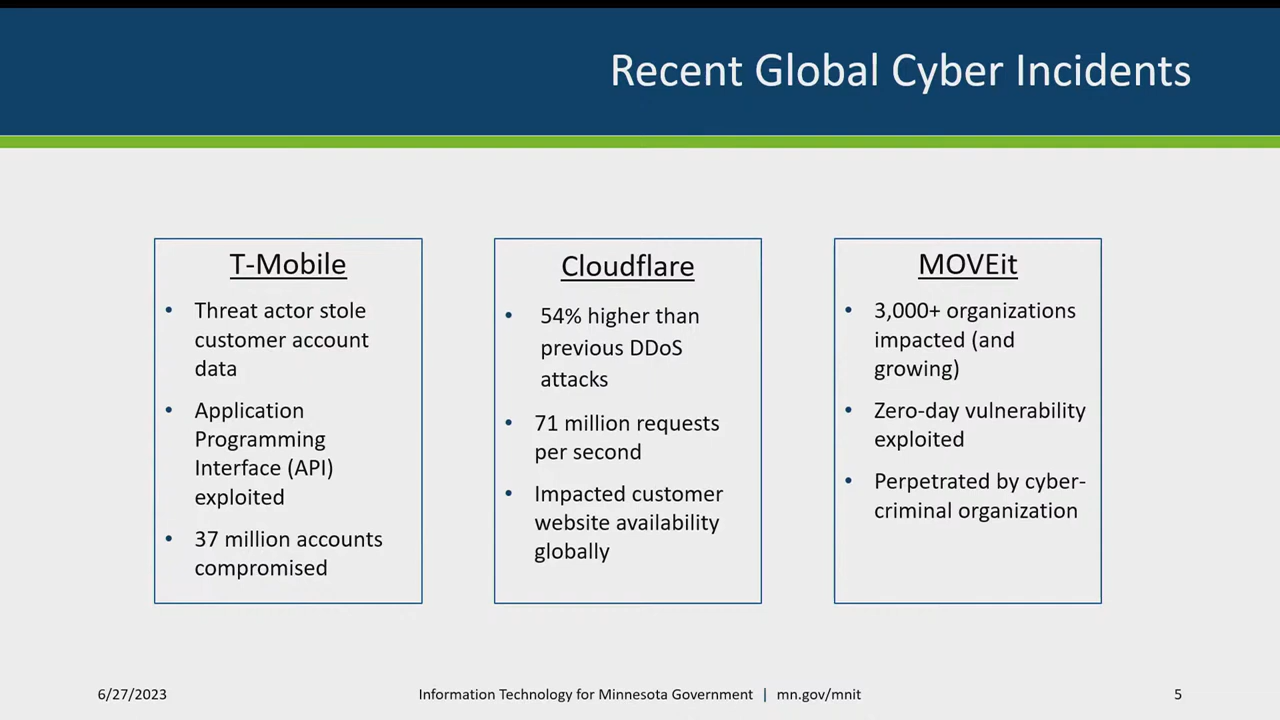 Recent Global Cyber Incidents
T-Mobile
• Threat actor stole
customer account
data
• Application
Programming
Interface (API)
exploited
• 37 million accounts
compromised
Cloudflare
• 54% higher than
previous DDoS
attacks
• 71 million requests
per second
• Impacted customer
website availability
globally
MOVEit
• 3,000+ organizations
impacted (and
growing)
• Zero-day vulnerability
exploited
• Perpetrated by cyber-
criminal organization
6/27/2023
Information Technology for Minnesota Government | mn.gov/mnit
5